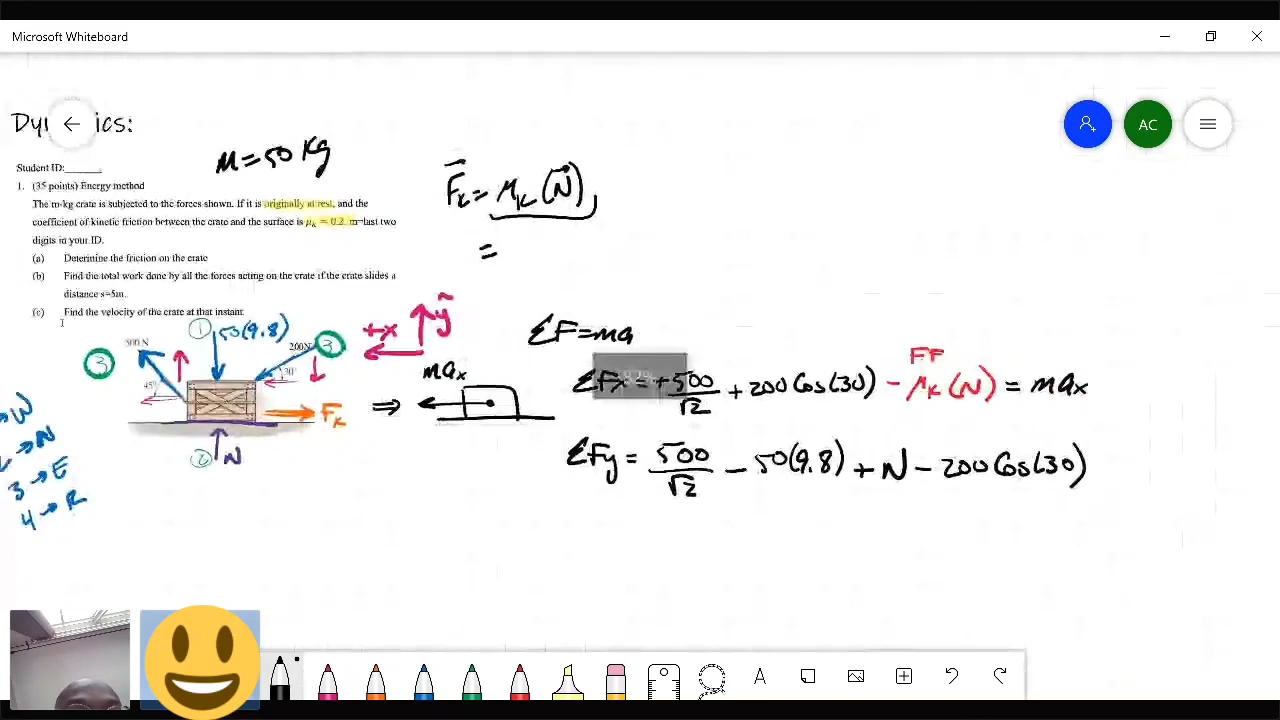 Microsoft Whiteboard
Dyn ics:
AC
M = 50 Kg
Student ID:______
1. (35 points) Energy method
The m-kg crate is subjected to the forces shown. If it is originally at rest, and the
coefficient of kinetic friction between the crate and the surface is μk = 0.2. m=last two
digits in your ID.
(a) Determine the friction on the crate
(b) Find the total work done by all the forces acting on the crate if the crate slides a
distance s=5m.
(c) Find the velocity of the crate at that instant.
F⃗k = μk(N⃗)
=
① 50(9.8)
500 N
200N
③
③
45°
30°
Fk
② N
+x
ỹ
⇒
max
ΣF=ma
ΣFx = +500/√2 + 200 Cos(30) - μk(N) = max
FF
ΣFy = 500/√2 - 50(9.8) + N - 200 Cos(30)
→W
→N
3→E
4→R
A